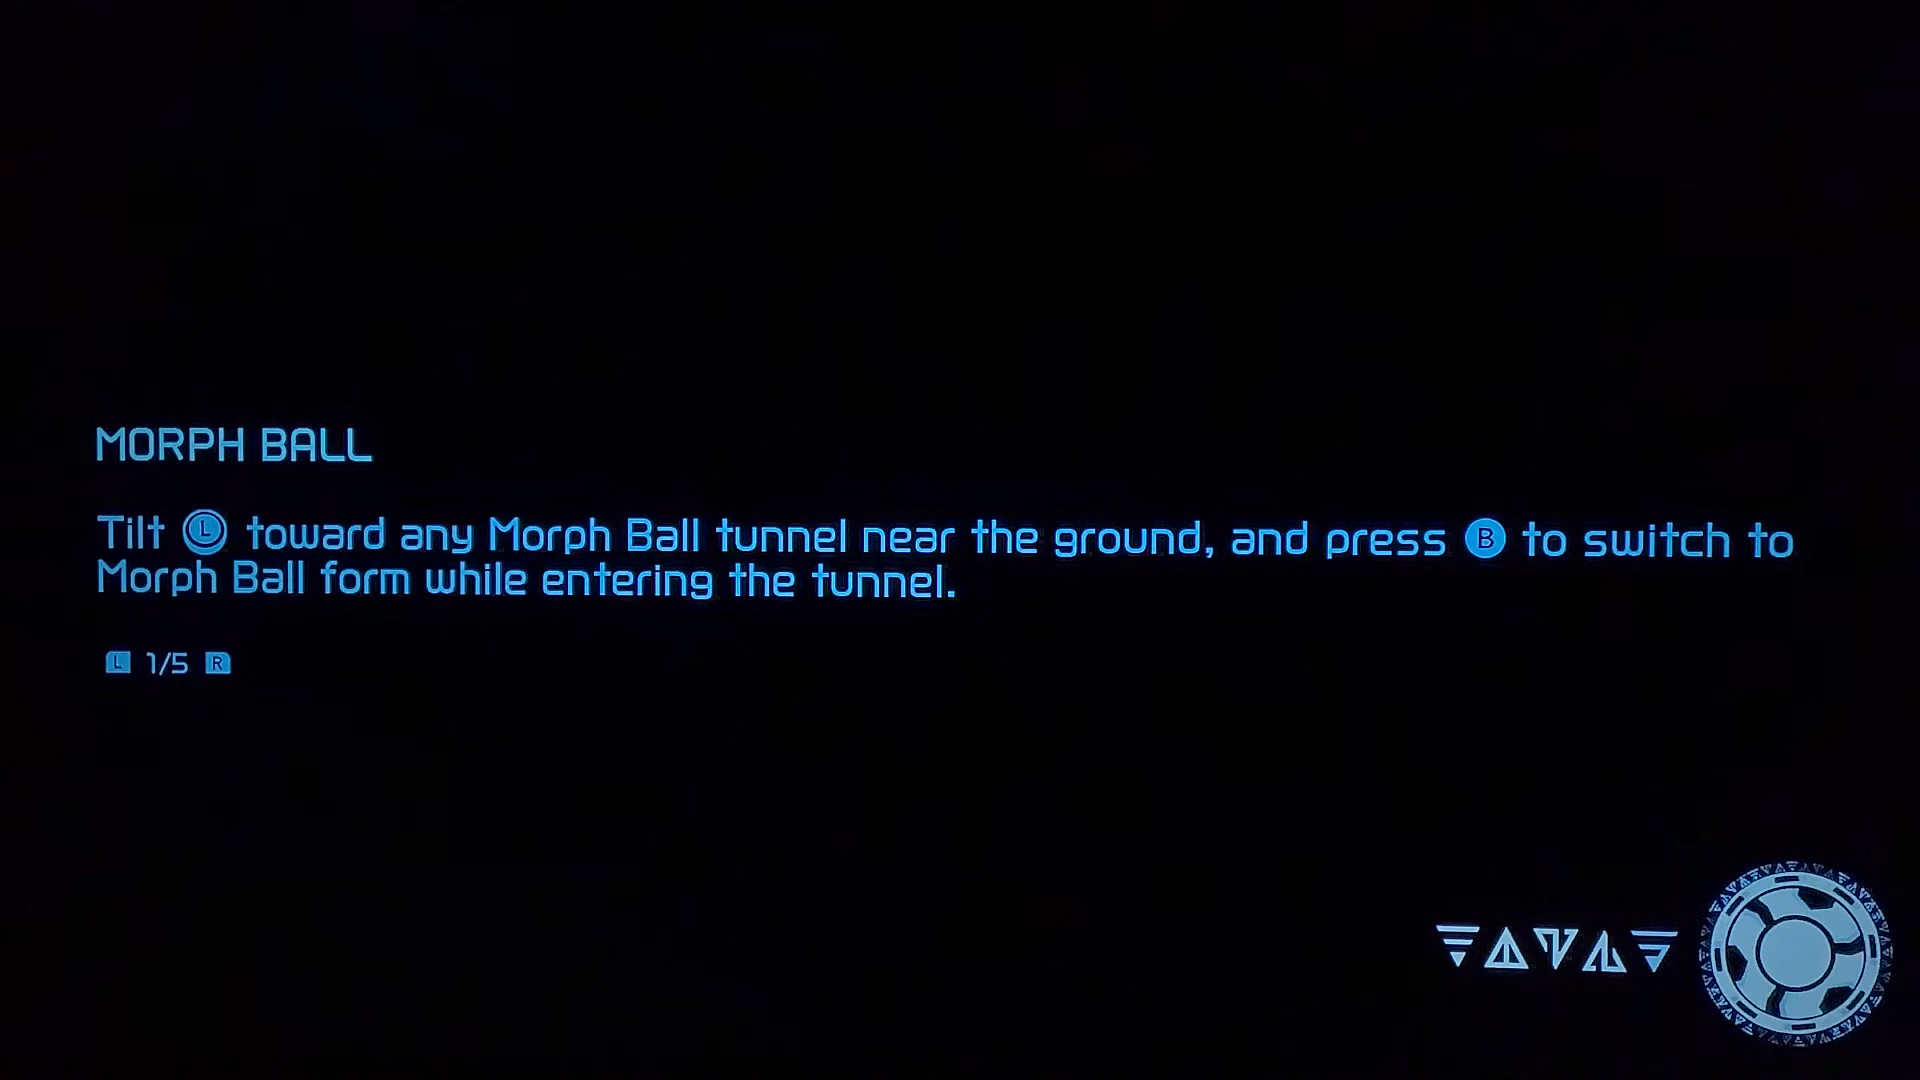 MORPH BALL
Tilt L toward any Morph Ball tunnel near the ground, and press B to switch to
Morph Ball form while entering the tunnel.
L 1/5 R